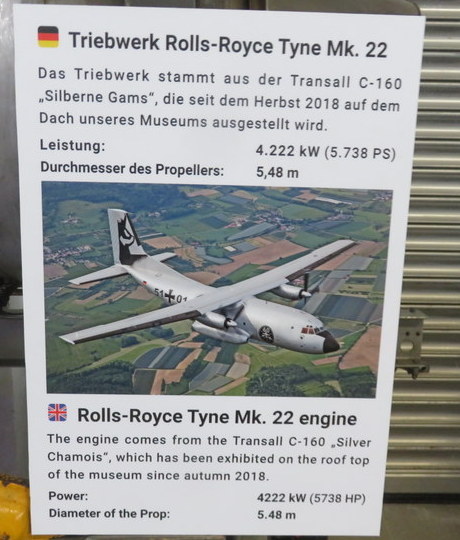 Triebwerk Rolls-Royce Tyne Mk. 22
Das Triebwerk stammt aus der Transall C-160
„Silberne Gams“, die seit dem Herbst 2018 auf dem
Dach unseres Museums ausgestellt wird.
Leistung: 4.222 kW (5.738 PS)
Durchmesser des Propellers: 5,48 m
51 01
Rolls-Royce Tyne Mk. 22 engine
The engine comes from the Transall C-160 „Silver
Chamois“, which has been exhibited on the roof top
of the museum since autumn 2018.
Power: 4222 kW (5738 HP)
Diameter of the Prop: 5.48 m